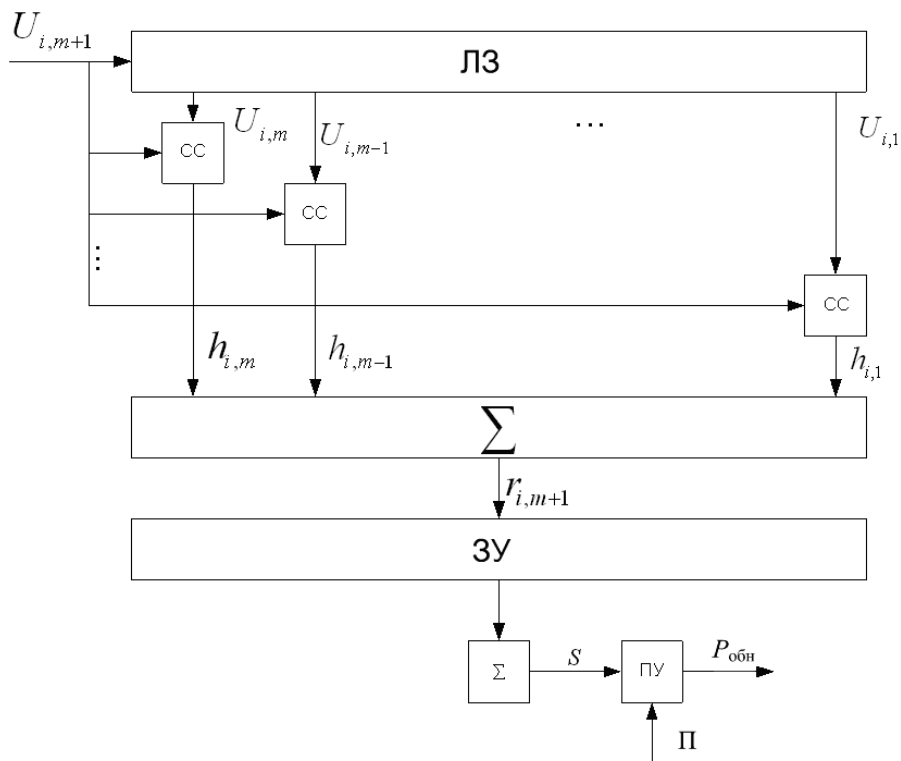 U_{i,m+1}
ЛЗ
U_{i,m}
U_{i,m-1}
...
U_{i,1}
СС
СС
...
СС
h_{i,m}
h_{i,m-1}
h_{i,1}
∑
r_{i,m+1}
ЗУ
Σ
S
ПУ
P_{обн}
П